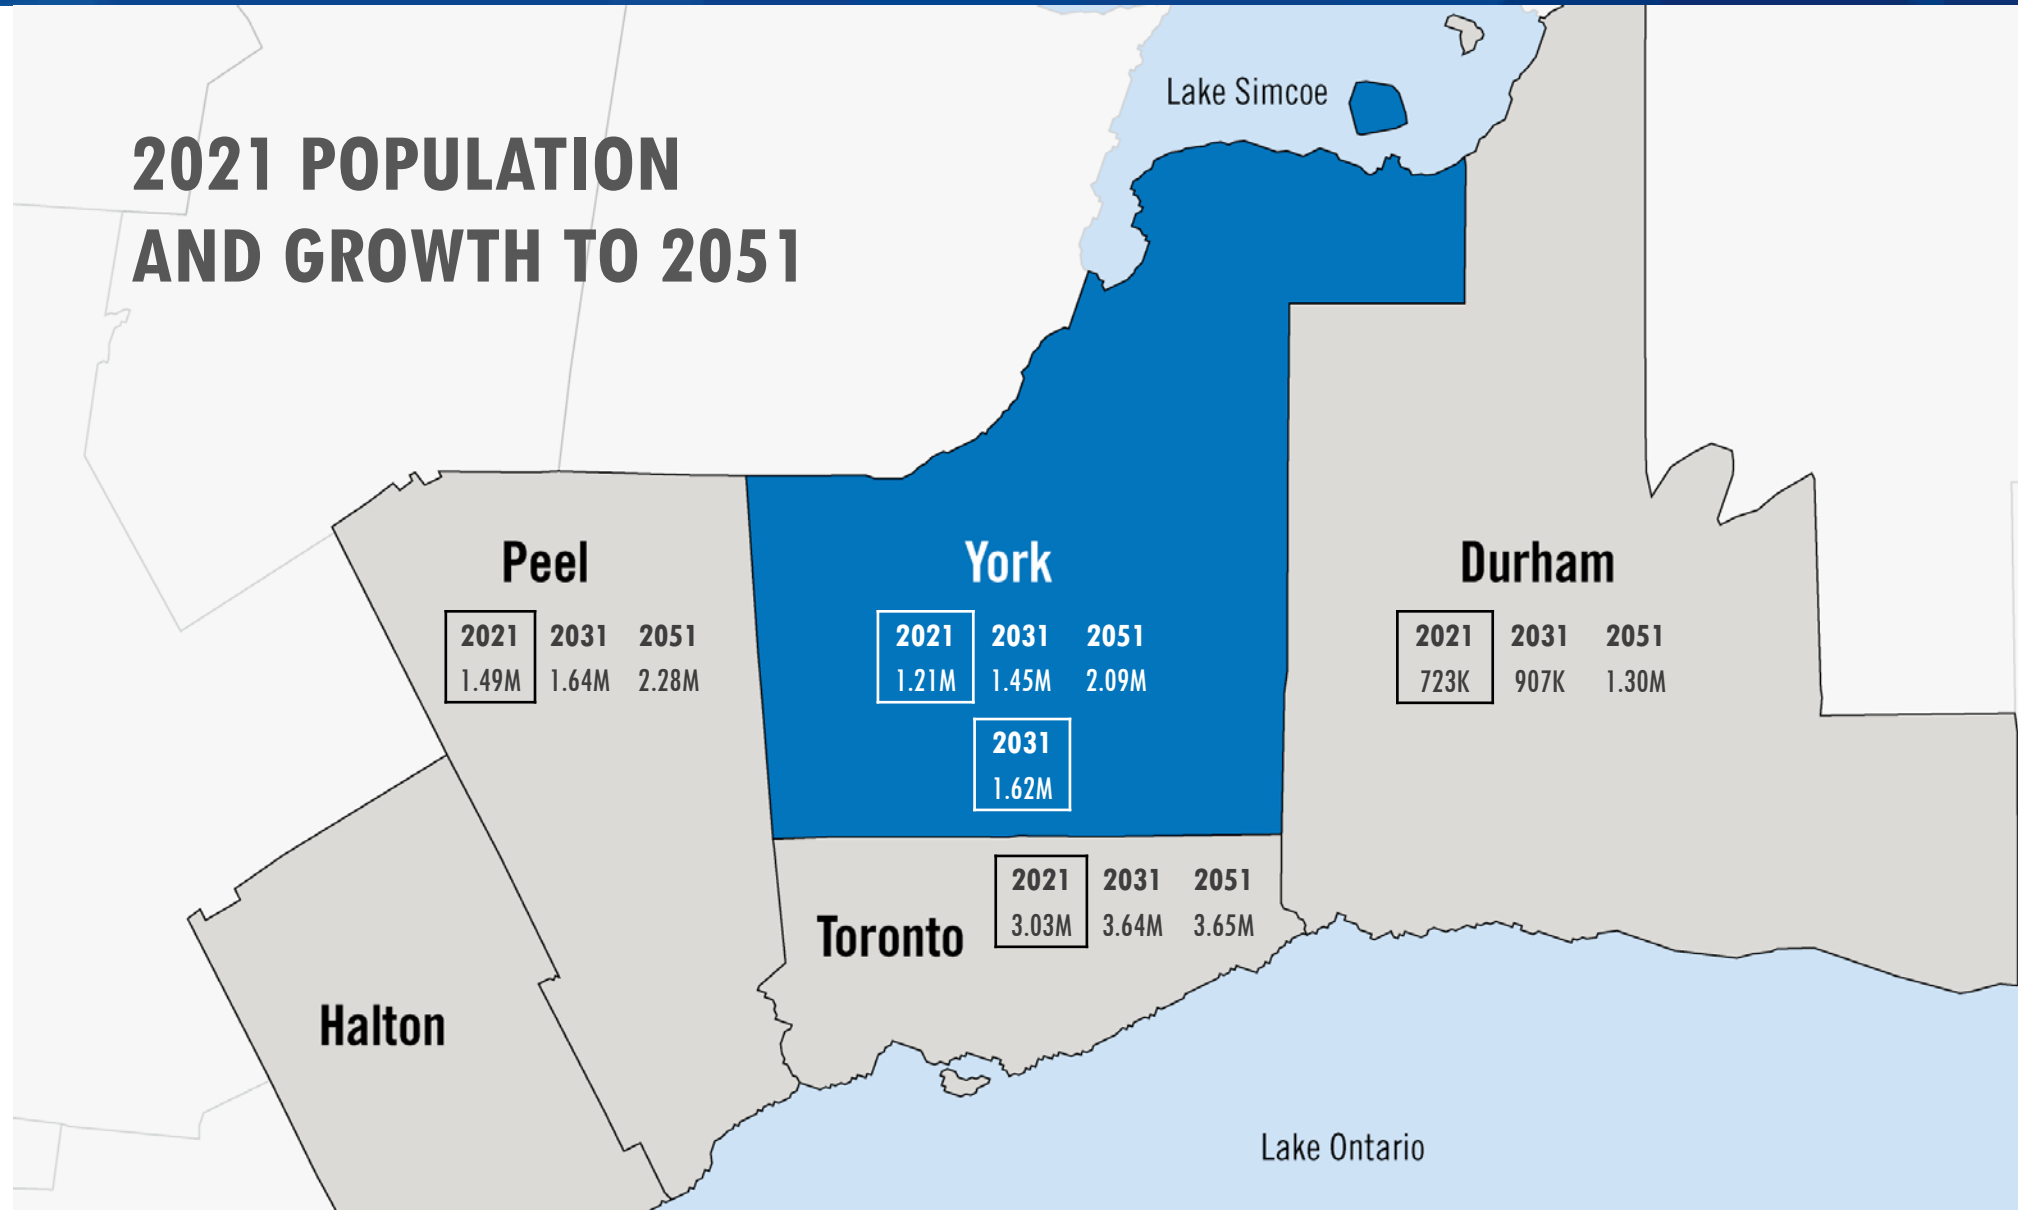 Lake Simcoe
2021 POPULATION
AND GROWTH TO 2051
Peel
2021 2031 2051
1.49M 1.64M 2.28M
York
2021 2031 2051
1.21M 1.45M 2.09M
2031
1.62M
Durham
2021 2031 2051
723K 907K 1.30M
Toronto
2021 2031 2051
3.03M 3.64M 3.65M
Halton
Lake Ontario